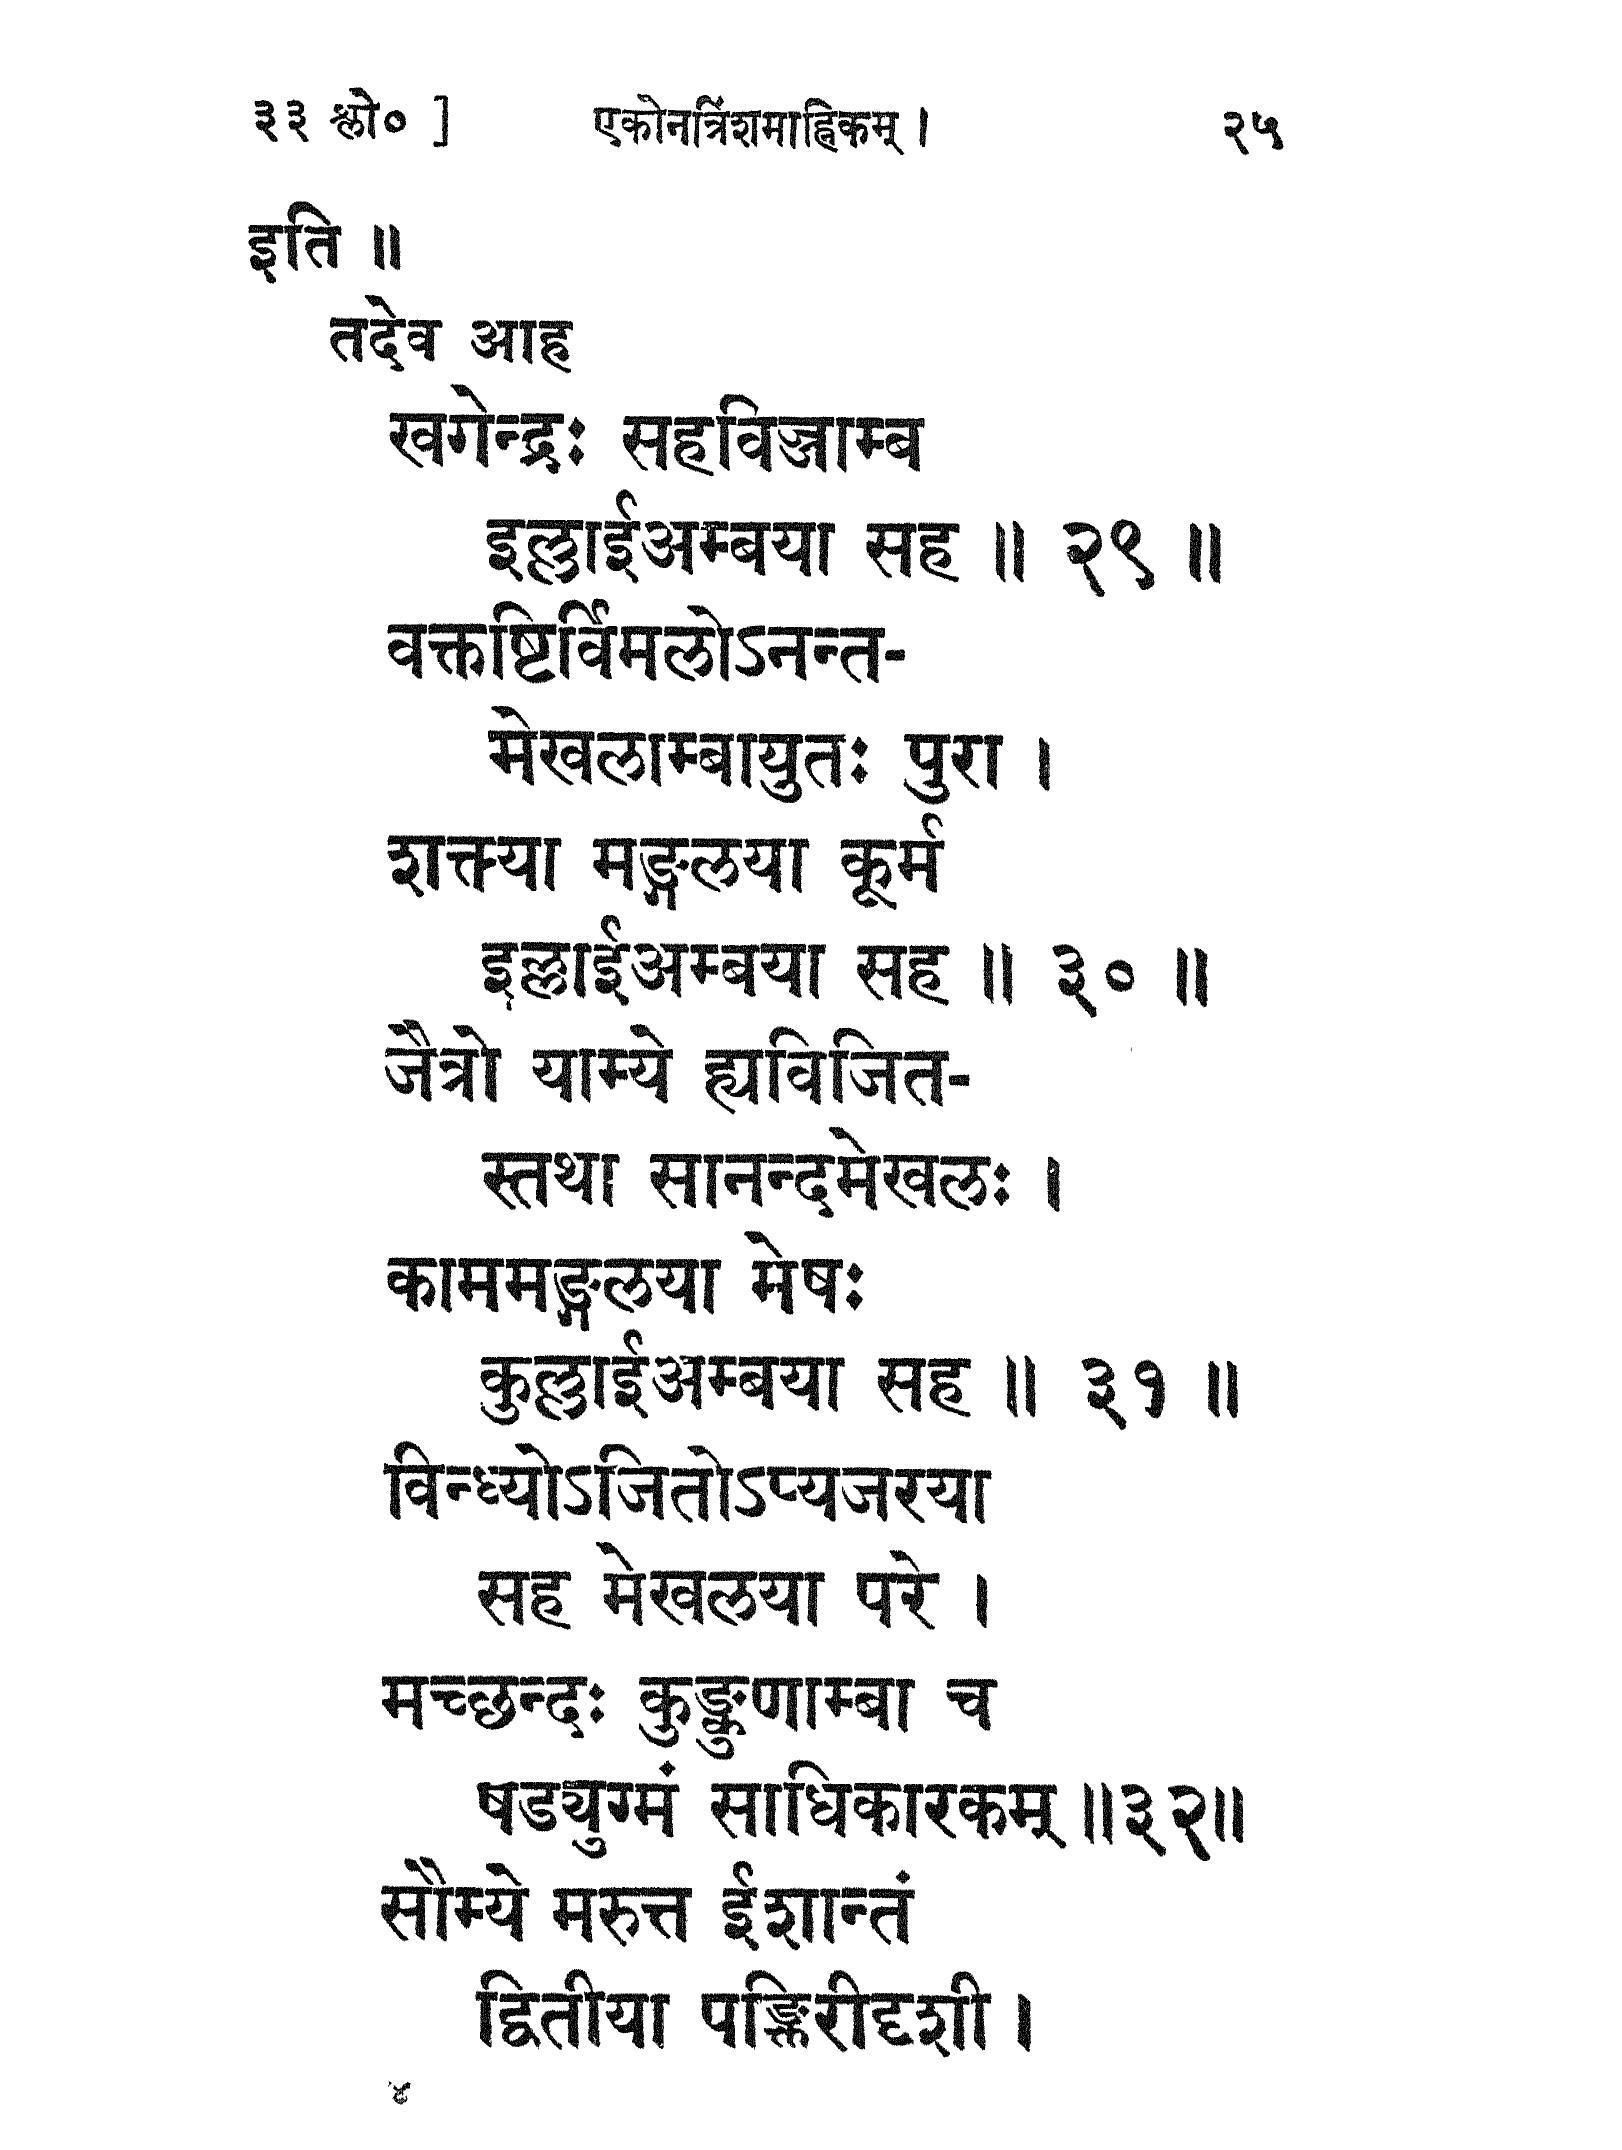 ३३ श्लो० ] एकोनत्रिंशमाह्निकम् । २५
इति ॥
तदेव आह
खगेन्द्रः सहविज्जाम्ब
इल्लाईअम्बया सह ॥ २९ ॥
वक्तष्टिर्विमलोऽनन्त-
मेखलाम्बायुतः पुरा ।
शक्त्या मङ्गलया कूर्म
इल्लाईअम्बया सह ॥ ३० ॥
जैत्रो याम्ये ह्यविजित-
स्तथा सानन्दमेखलः ।
काममङ्गलया मेषः
कुल्लाईअम्बया सह ॥ ३१ ॥
विन्ध्योऽजितोऽप्यजरया
सह मेखलया परे ।
मच्छन्दः कुङ्कुणाम्बा च
षडयुग्मं साधिकारकम् ॥३२॥
सौम्ये मरुत्त ईशान्तं
द्वितीया पङ्क्तिरीदृशी ।
४